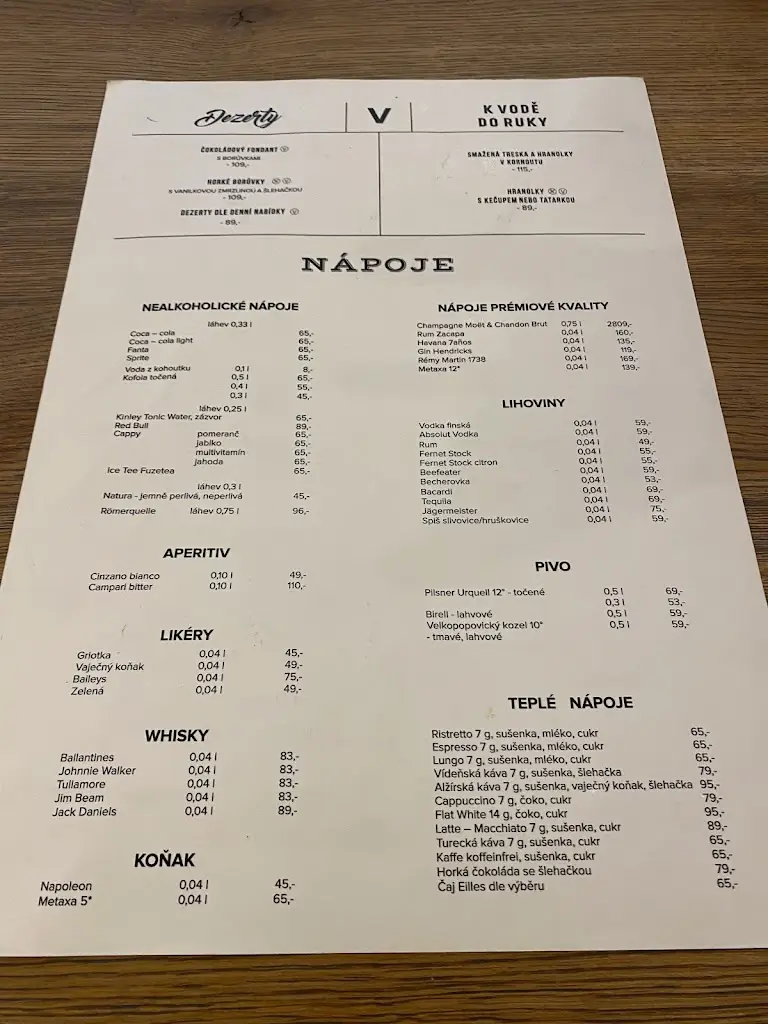 Dezerty
V
K VODĚ
DO RUKY
ČOKOLÁDOVÝ FONDANT V
S BORŮVKAMI
- 109,-
HORKÉ BORŮVKY V
S VANILKOVOU ZMRZLINOU A ŠLEHAČKOU
- 109,-
DEZERTY DLE DENNÍ NABÍDKY V
- 89,-
SMAŽENÁ TRESKA A HRANOLKY
V KORNOUTU
- 115,-
HRANOLKY V
S KEČUPEM NEBO TATARKOU
- 89,-
NÁPOJE
NEALKOHOLICKÉ NÁPOJE
láhev 0,33 l
Coca – cola 65,-
Coca – cola light 65,-
Fanta 65,-
Sprite 65,-
Voda z kohoutku 0,1 l 8,-
Kofola točená 0,5 l 65,-
0,4 l 55,-
0,3 l 45,-
láhev 0,25 l
Kinley Tonic Water, zázvor 65,-
Red Bull 89,-
Cappy pomeranč 65,-
jablko 65,-
multivitamín 65,-
jahoda 65,-
Ice Tee Fuzetea 65,-
láhev 0,3 l
Natura - jemně perlivá, neperlivá 45,-
Römerquelle láhev 0,75 l 96,-
APERITIV
Cinzano bianco 0,10 l 49,-
Campari bitter 0,10 l 110,-
LIKÉRY
Griotka 0,04 l 45,-
Vaječný koňak 0,04 l 49,-
Baileys 0,04 l 75,-
Zelená 0,04 l 49,-
WHISKY
Ballantines 0,04 l 83,-
Johnnie Walker 0,04 l 83,-
Tullamore 0,04 l 83,-
Jim Beam 0,04 l 83,-
Jack Daniels 0,04 l 89,-
KOŇAK
Napoleon 0,04 l 45,-
Metaxa 5* 0,04 l 65,-
NÁPOJE PRÉMIOVÉ KVALITY
Champagne Moët & Chandon Brut 0,75 l 2809,-
Rum Zacapa 0,04 l 160,-
Havana 7años 0,04 l 135,-
Gin Hendricks 0,04 l 119,-
Rémy Martin 1738 0,04 l 169,-
Metaxa 12* 0,04 l 139,-
LIHOVINY
Vodka finská 0,04 l 59,-
Absolut Vodka 0,04 l 59,-
Rum 0,04 l 49,-
Fernet Stock 0,04 l 55,-
Fernet Stock citron 0,04 l 55,-
Beefeater 0,04 l 59,-
Becherovka 0,04 l 53,-
Bacardi 0,04 l 69,-
Tequila 0,04 l 69,-
Jägermeister 0,04 l 75,-
Spiš slivovice/hruškovice 0,04 l 59,-
PIVO
Pilsner Urquell 12° - točené 0,5 l 69,-
0,3 l 53,-
Birell - lahvové 0,5 l 59,-
Velkopopovický kozel 10° 0,5 l 59,-
- tmavé, lahvové
TEPLÉ NÁPOJE
Ristretto 7 g, sušenka, mléko, cukr 65,-
Espresso 7 g, sušenka, mléko, cukr 65,-
Lungo 7 g, sušenka, mléko, cukr 65,-
Vídeňská káva 7 g, sušenka, šlehačka 79,-
Alžírská káva 7 g, sušenka, vaječný koňak, šlehačka 95,-
Cappuccino 7 g, čoko, cukr 79,-
Flat White 14 g, čoko, cukr 95,-
Latte – Macchiato 7 g, sušenka, cukr 89,-
Turecká káva 7 g, sušenka, cukr 65,-
Kaffe koffeinfrei, sušenka, cukr 65,-
Horká čokoláda se šlehačkou 79,-
Čaj Eilles dle výběru 65,-